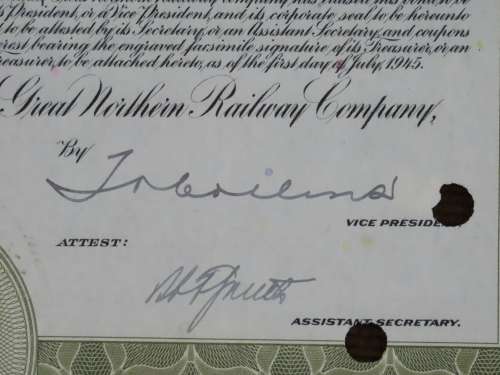 President, or a Vice President, and its corporate seal to be hereunto
to be attested by its Secretary, or an Assistant Secretary, and coupons
bearing the engraved facsimile signature of its Treasurer, or an
to be attached hereto, as of the first day of July, 1945.
Great Northern Railway Company,
By
VICE PRESIDENT.
ATTEST:
ASSISTANT SECRETARY.